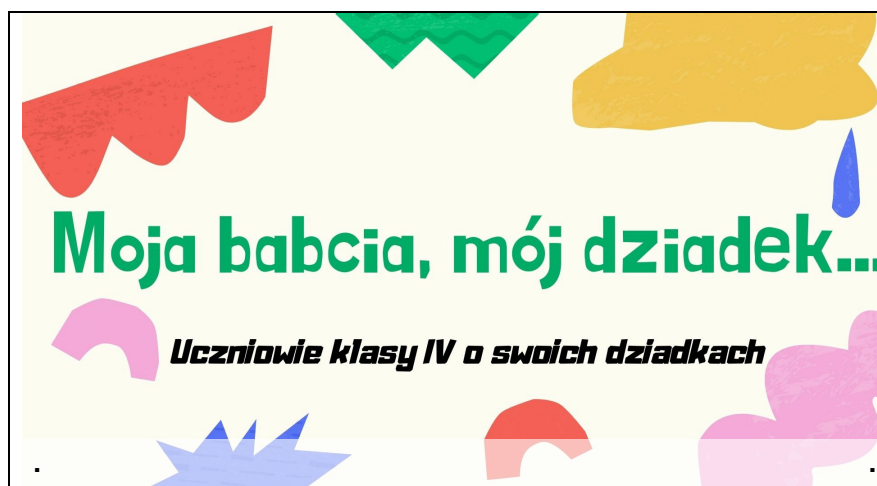 Moja babcia, mój dziadek...
Uczniowie klasy IV o swoich dziadkach
. .